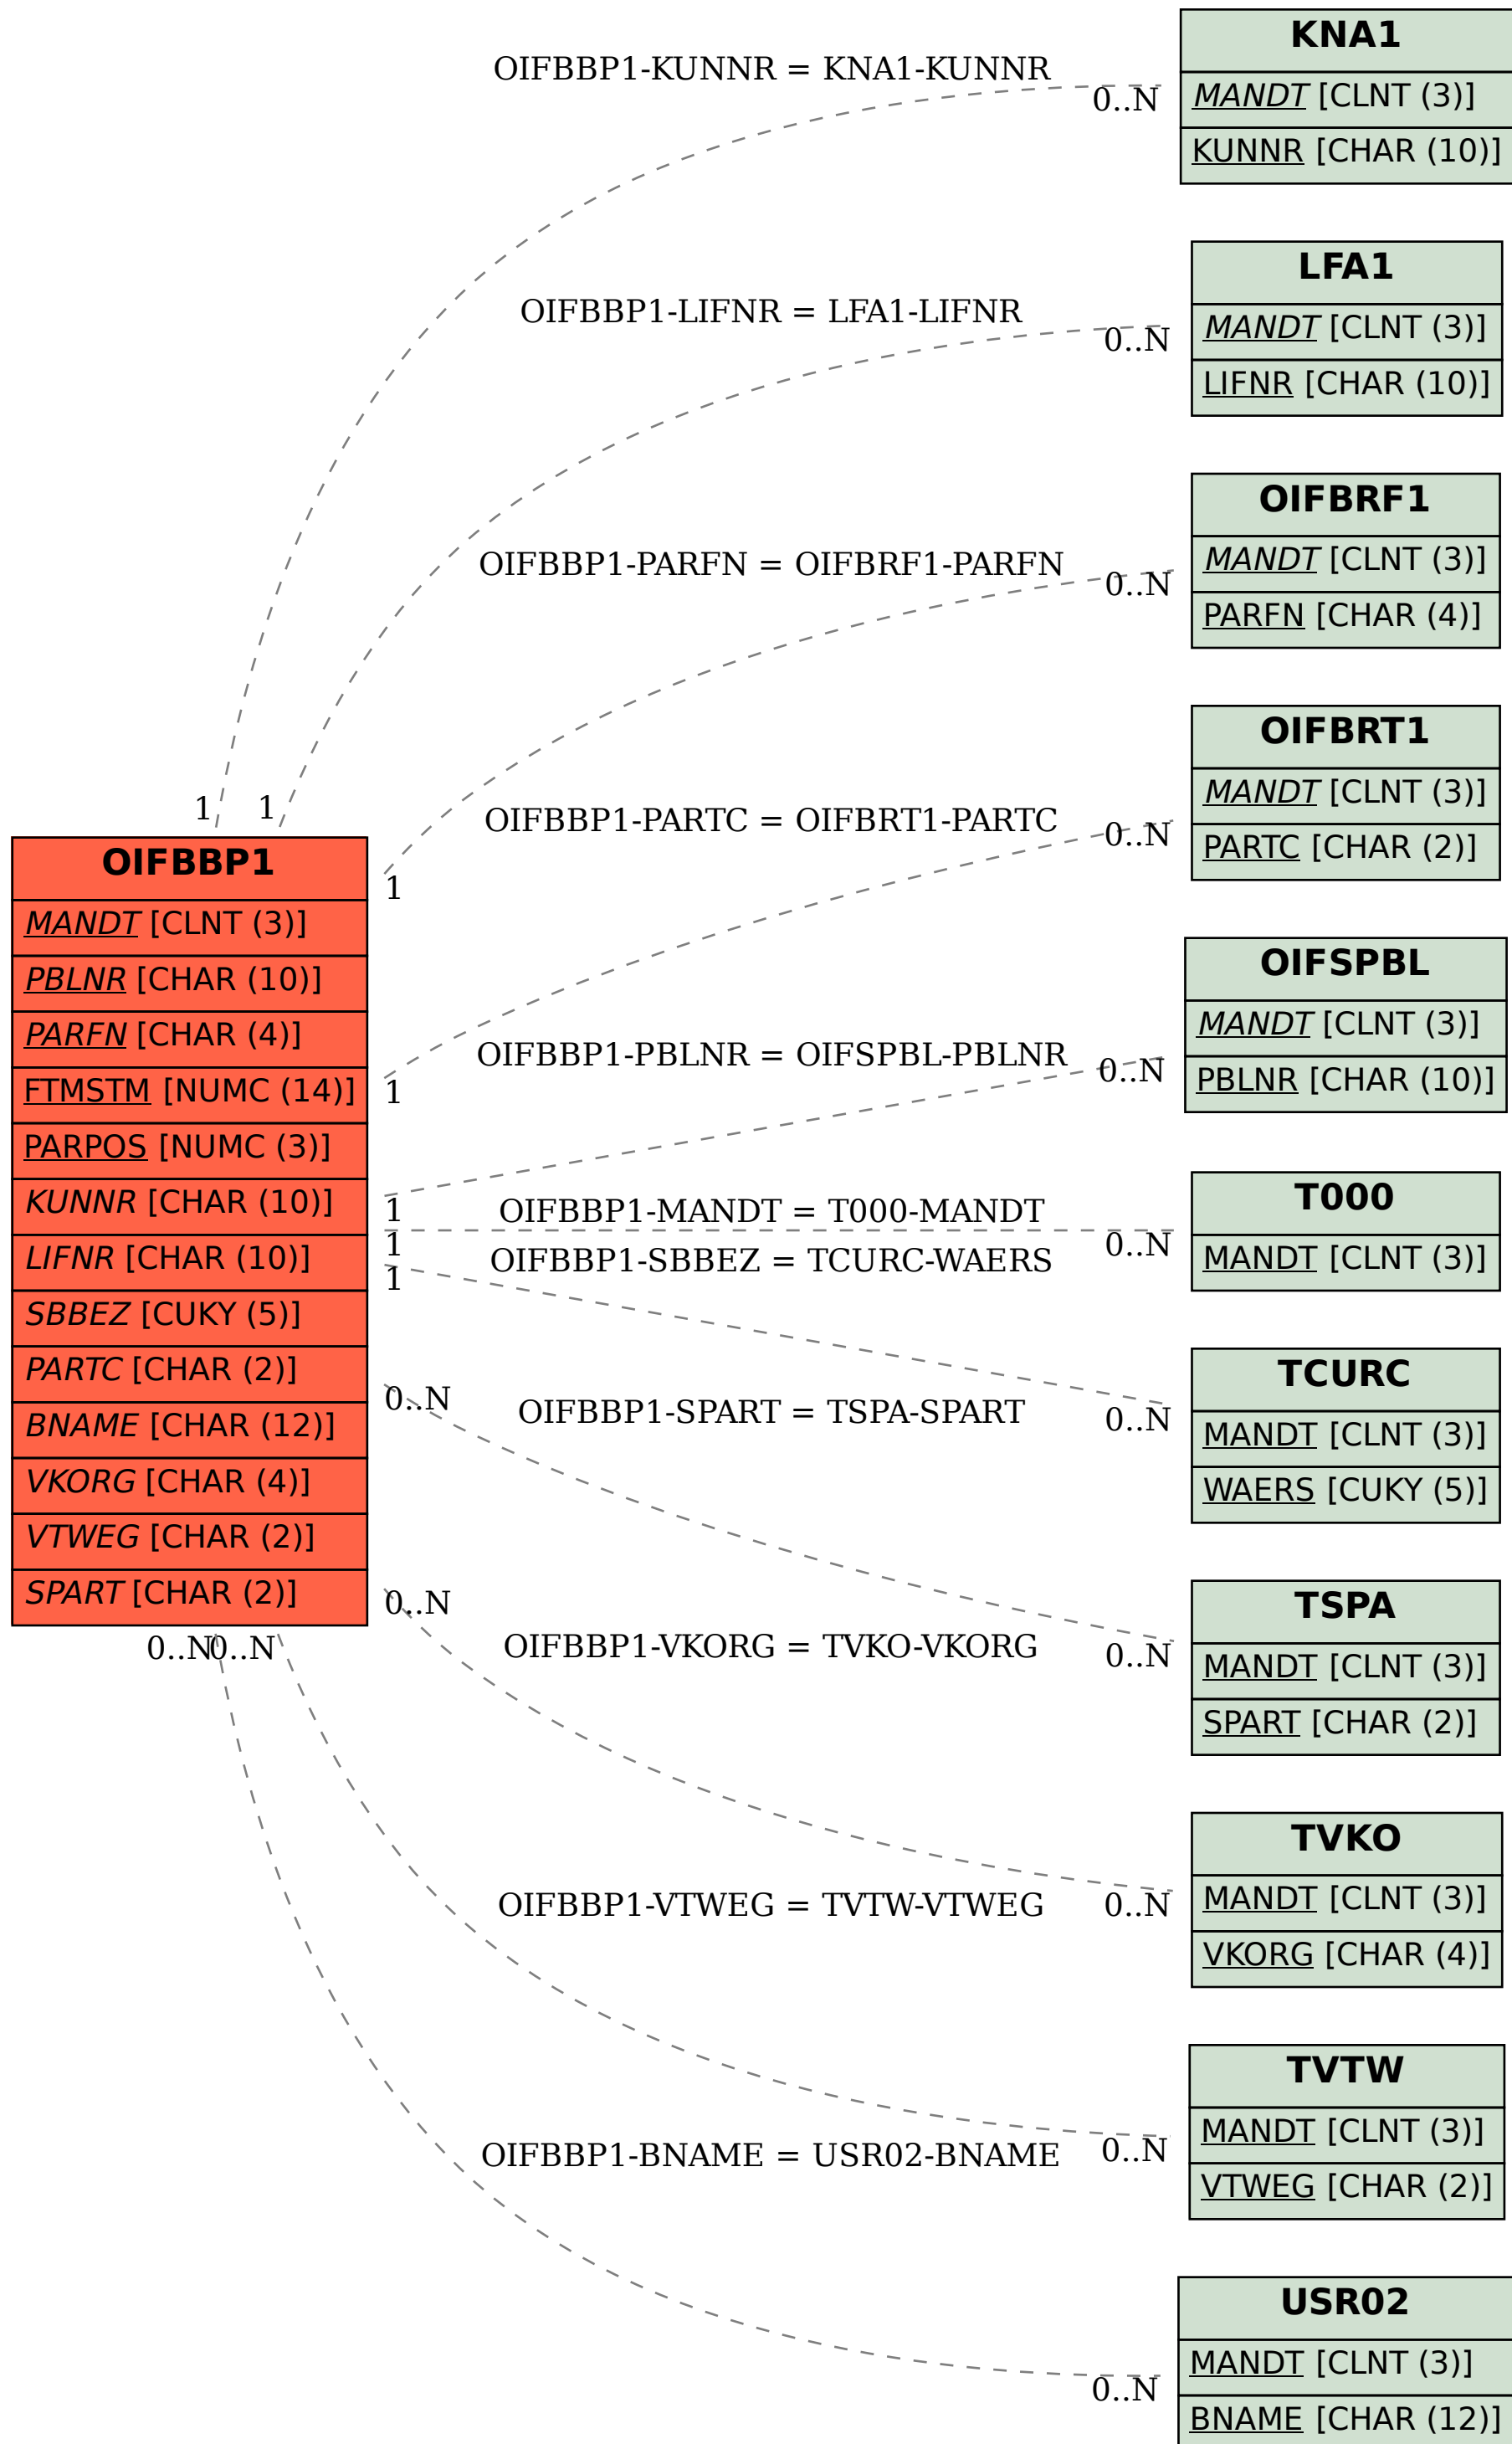 KNA1
OIFBBP1-KUNNR = KNA1-KUNNR
0..N
MANDT [CLNT (3)]
KUNNR [CHAR (10)]
LFA1
OIFBBP1-LIFNR = LFA1-LIFNR
0..N
MANDT [CLNT (3)]
LIFNR [CHAR (10)]
OIFBRF1
OIFBBP1-PARFN = OIFBRF1-PARFN
0..N
MANDT [CLNT (3)]
PARFN [CHAR (4)]
OIFBRT1
OIFBBP1-PARTC = OIFBRT1-PARTC
0..N
MANDT [CLNT (3)]
PARTC [CHAR (2)]
1
1
1
1
OIFBBP1
MANDT [CLNT (3)]
PBLNR [CHAR (10)]
PARFN [CHAR (4)]
FTMSTM [NUMC (14)]
PARPOS [NUMC (3)]
KUNNR [CHAR (10)]
LIFNR [CHAR (10)]
SBBEZ [CUKY (5)]
PARTC [CHAR (2)]
BNAME [CHAR (12)]
VKORG [CHAR (4)]
VTWEG [CHAR (2)]
SPART [CHAR (2)]
OIFSPBL
OIFBBP1-PBLNR = OIFSPBL-PBLNR
0..N
MANDT [CLNT (3)]
PBLNR [CHAR (10)]
1
T000
OIFBBP1-MANDT = T000-MANDT
1
0..N
MANDT [CLNT (3)]
OIFBBP1-SBBEZ = TCURC-WAERS
1
TCURC
0..N
MANDT [CLNT (3)]
WAERS [CUKY (5)]
0..N
OIFBBP1-SPART = TSPA-SPART
TSPA
0..N
MANDT [CLNT (3)]
SPART [CHAR (2)]
0..N
OIFBBP1-VKORG = TVKO-VKORG
TVKO
0..N
MANDT [CLNT (3)]
VKORG [CHAR (4)]
0..N
0..N
OIFBBP1-VTWEG = TVTW-VTWEG
TVTW
0..N
MANDT [CLNT (3)]
VTWEG [CHAR (2)]
OIFBBP1-BNAME = USR02-BNAME
USR02
0..N
MANDT [CLNT (3)]
BNAME [CHAR (12)]